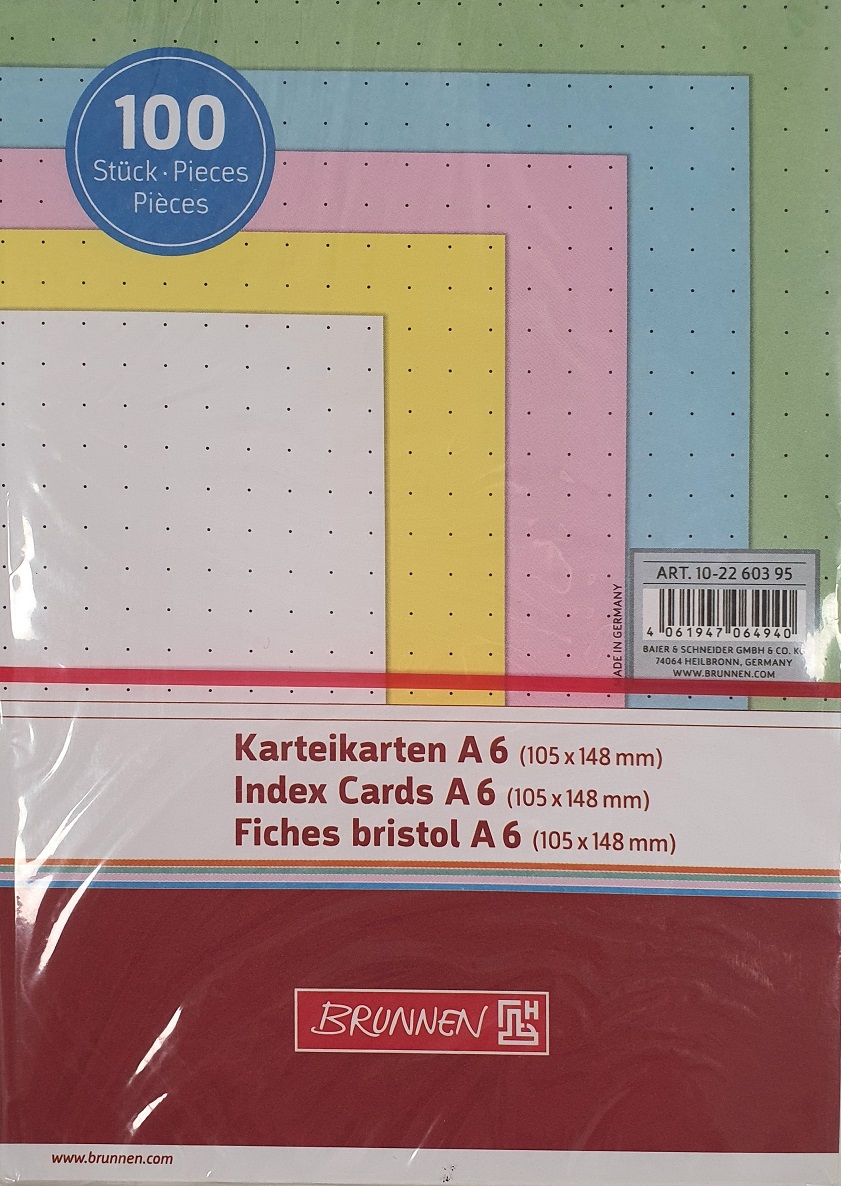 100
Stück · Pieces
Pièces
ART. 10-22 603 95
4 061947 064940
BAIER & SCHNEIDER GMBH & CO.
74064 HEILBRONN, GERMANY
WWW.BRUNNEN.COM
IN GERMANY
Karteikarten A 6 (105 x 148 mm)
Index Cards A 6 (105 x 148 mm)
Fiches bristol A 6 (105 x 148 mm)
BRUNNEN
www.brunnen.com